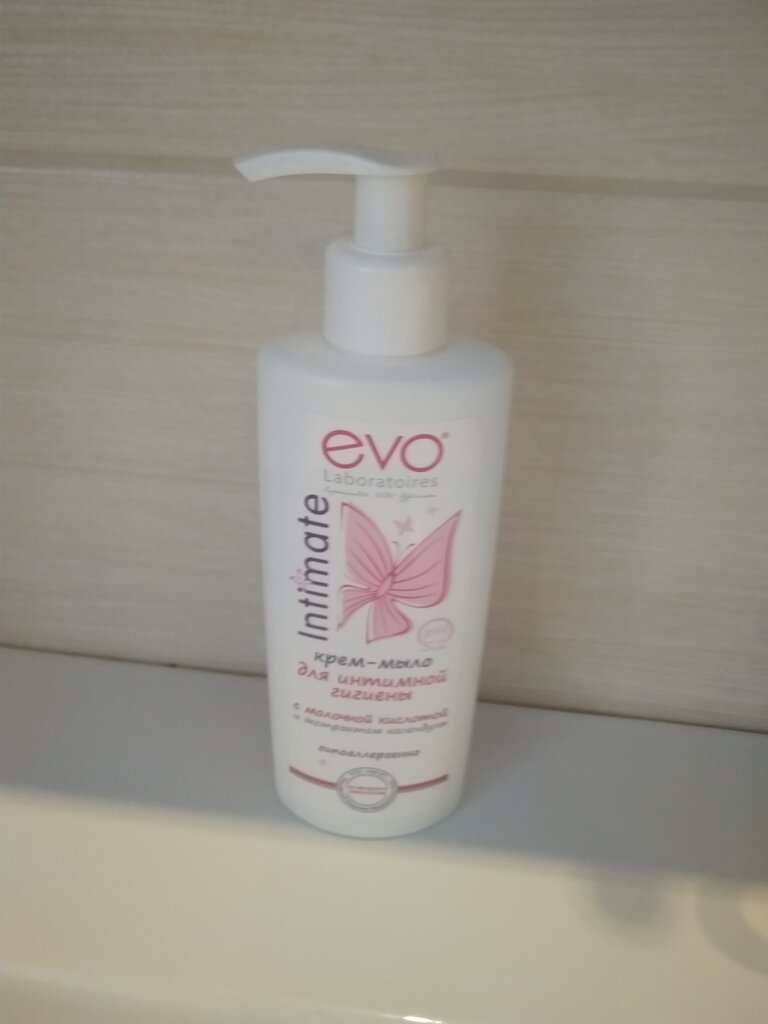 evo®
Laboratoires
Intimate
крем-мыло
для интимной
гигиены
с молочной кислотой
и экстрактом календулы
гипоаллергенно